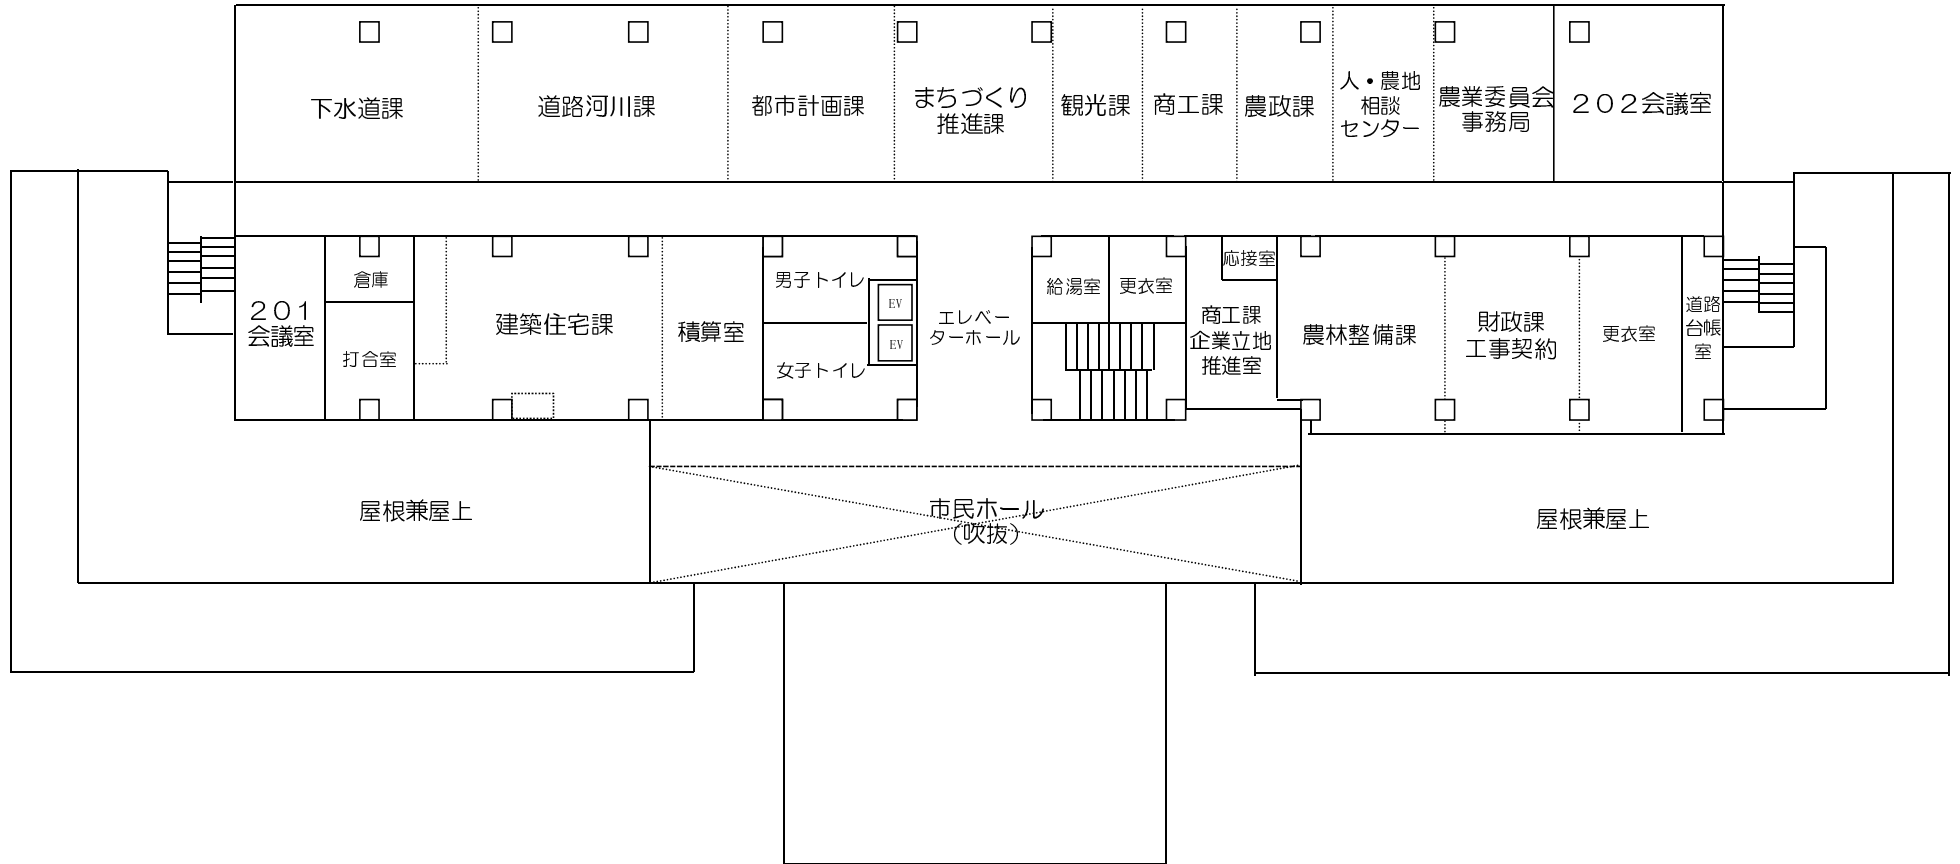 下水道課
道路河川課
都市計画課
まちづくり
推進課
観光課
商工課
農政課
人・農地
相談
センター
農業委員会
事務局
２０２会議室
２０１
会議室
倉庫
打合室
建築住宅課
積算室
男子トイレ
女子トイレ
EV
EV
エレベー
ターホール
給湯室
更衣室
応接室
商工課
企業立地
推進室
農林整備課
財政課
工事契約
更衣室
道路
台帳
室
屋根兼屋上
市民ホール
（吹抜）
屋根兼屋上